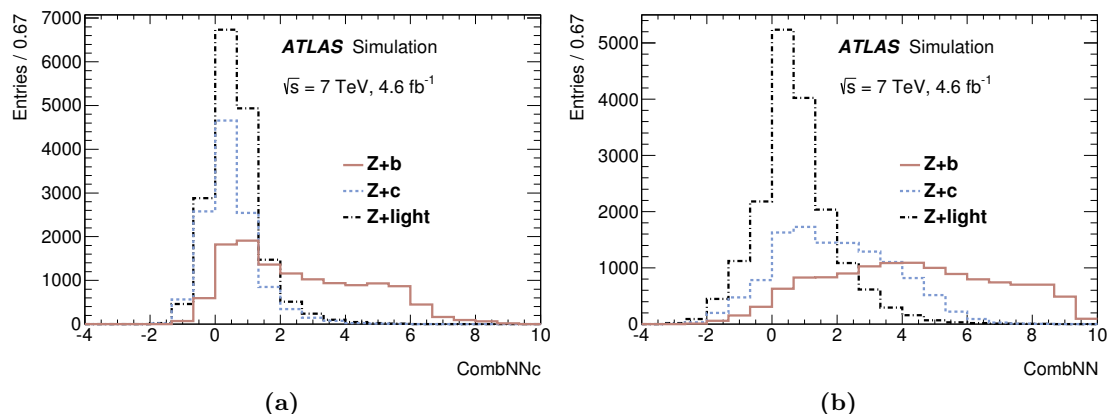 Entries / 0.67
7000
6000
5000
4000
3000
2000
1000
0
ATLAS Simulation
√s = 7 TeV, 4.6 fb⁻¹
Z+b
Z+c
Z+light
-4 -2 0 2 4 6 8 10
CombNNc
(a)
Entries / 0.67
5000
4000
3000
2000
1000
0
ATLAS Simulation
√s = 7 TeV, 4.6 fb⁻¹
Z+b
Z+c
Z+light
-4 -2 0 2 4 6 8 10
CombNN
(b)